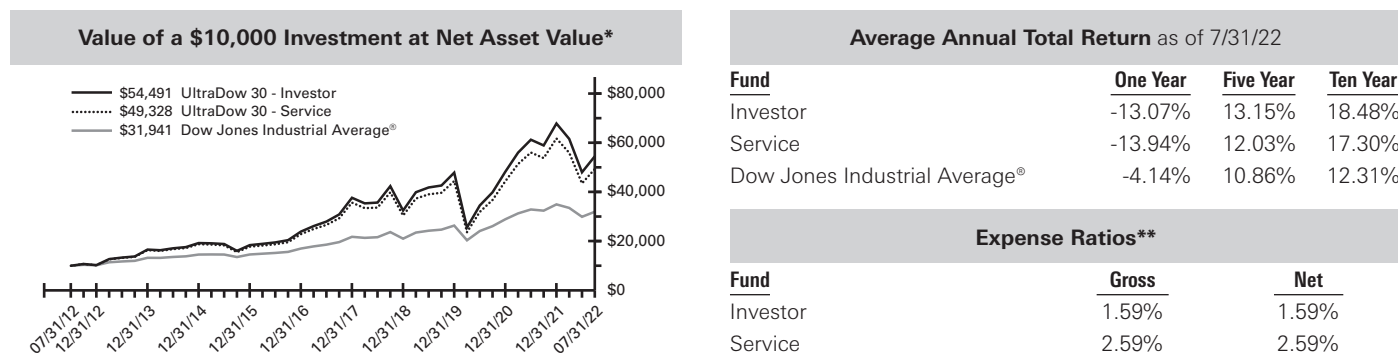 Value of a $10,000 Investment at Net Asset Value*
$54,491 UltraDow 30 - Investor
$49,328 UltraDow 30 - Service
$31,941 Dow Jones Industrial Average®
$80,000
$60,000
$40,000
$20,000
$0
07/31/12
12/31/12
12/31/13
12/31/14
12/31/15
12/31/16
12/31/17
12/31/18
12/31/19
12/31/20
12/31/21
07/31/22
Average Annual Total Return as of 7/31/22
Fund One Year Five Year Ten Year
Investor -13.07% 13.15% 18.48%
Service -13.94% 12.03% 17.30%
Dow Jones Industrial Average® -4.14% 10.86% 12.31%
Expense Ratios**
Fund Gross Net
Investor 1.59% 1.59%
Service 2.59% 2.59%